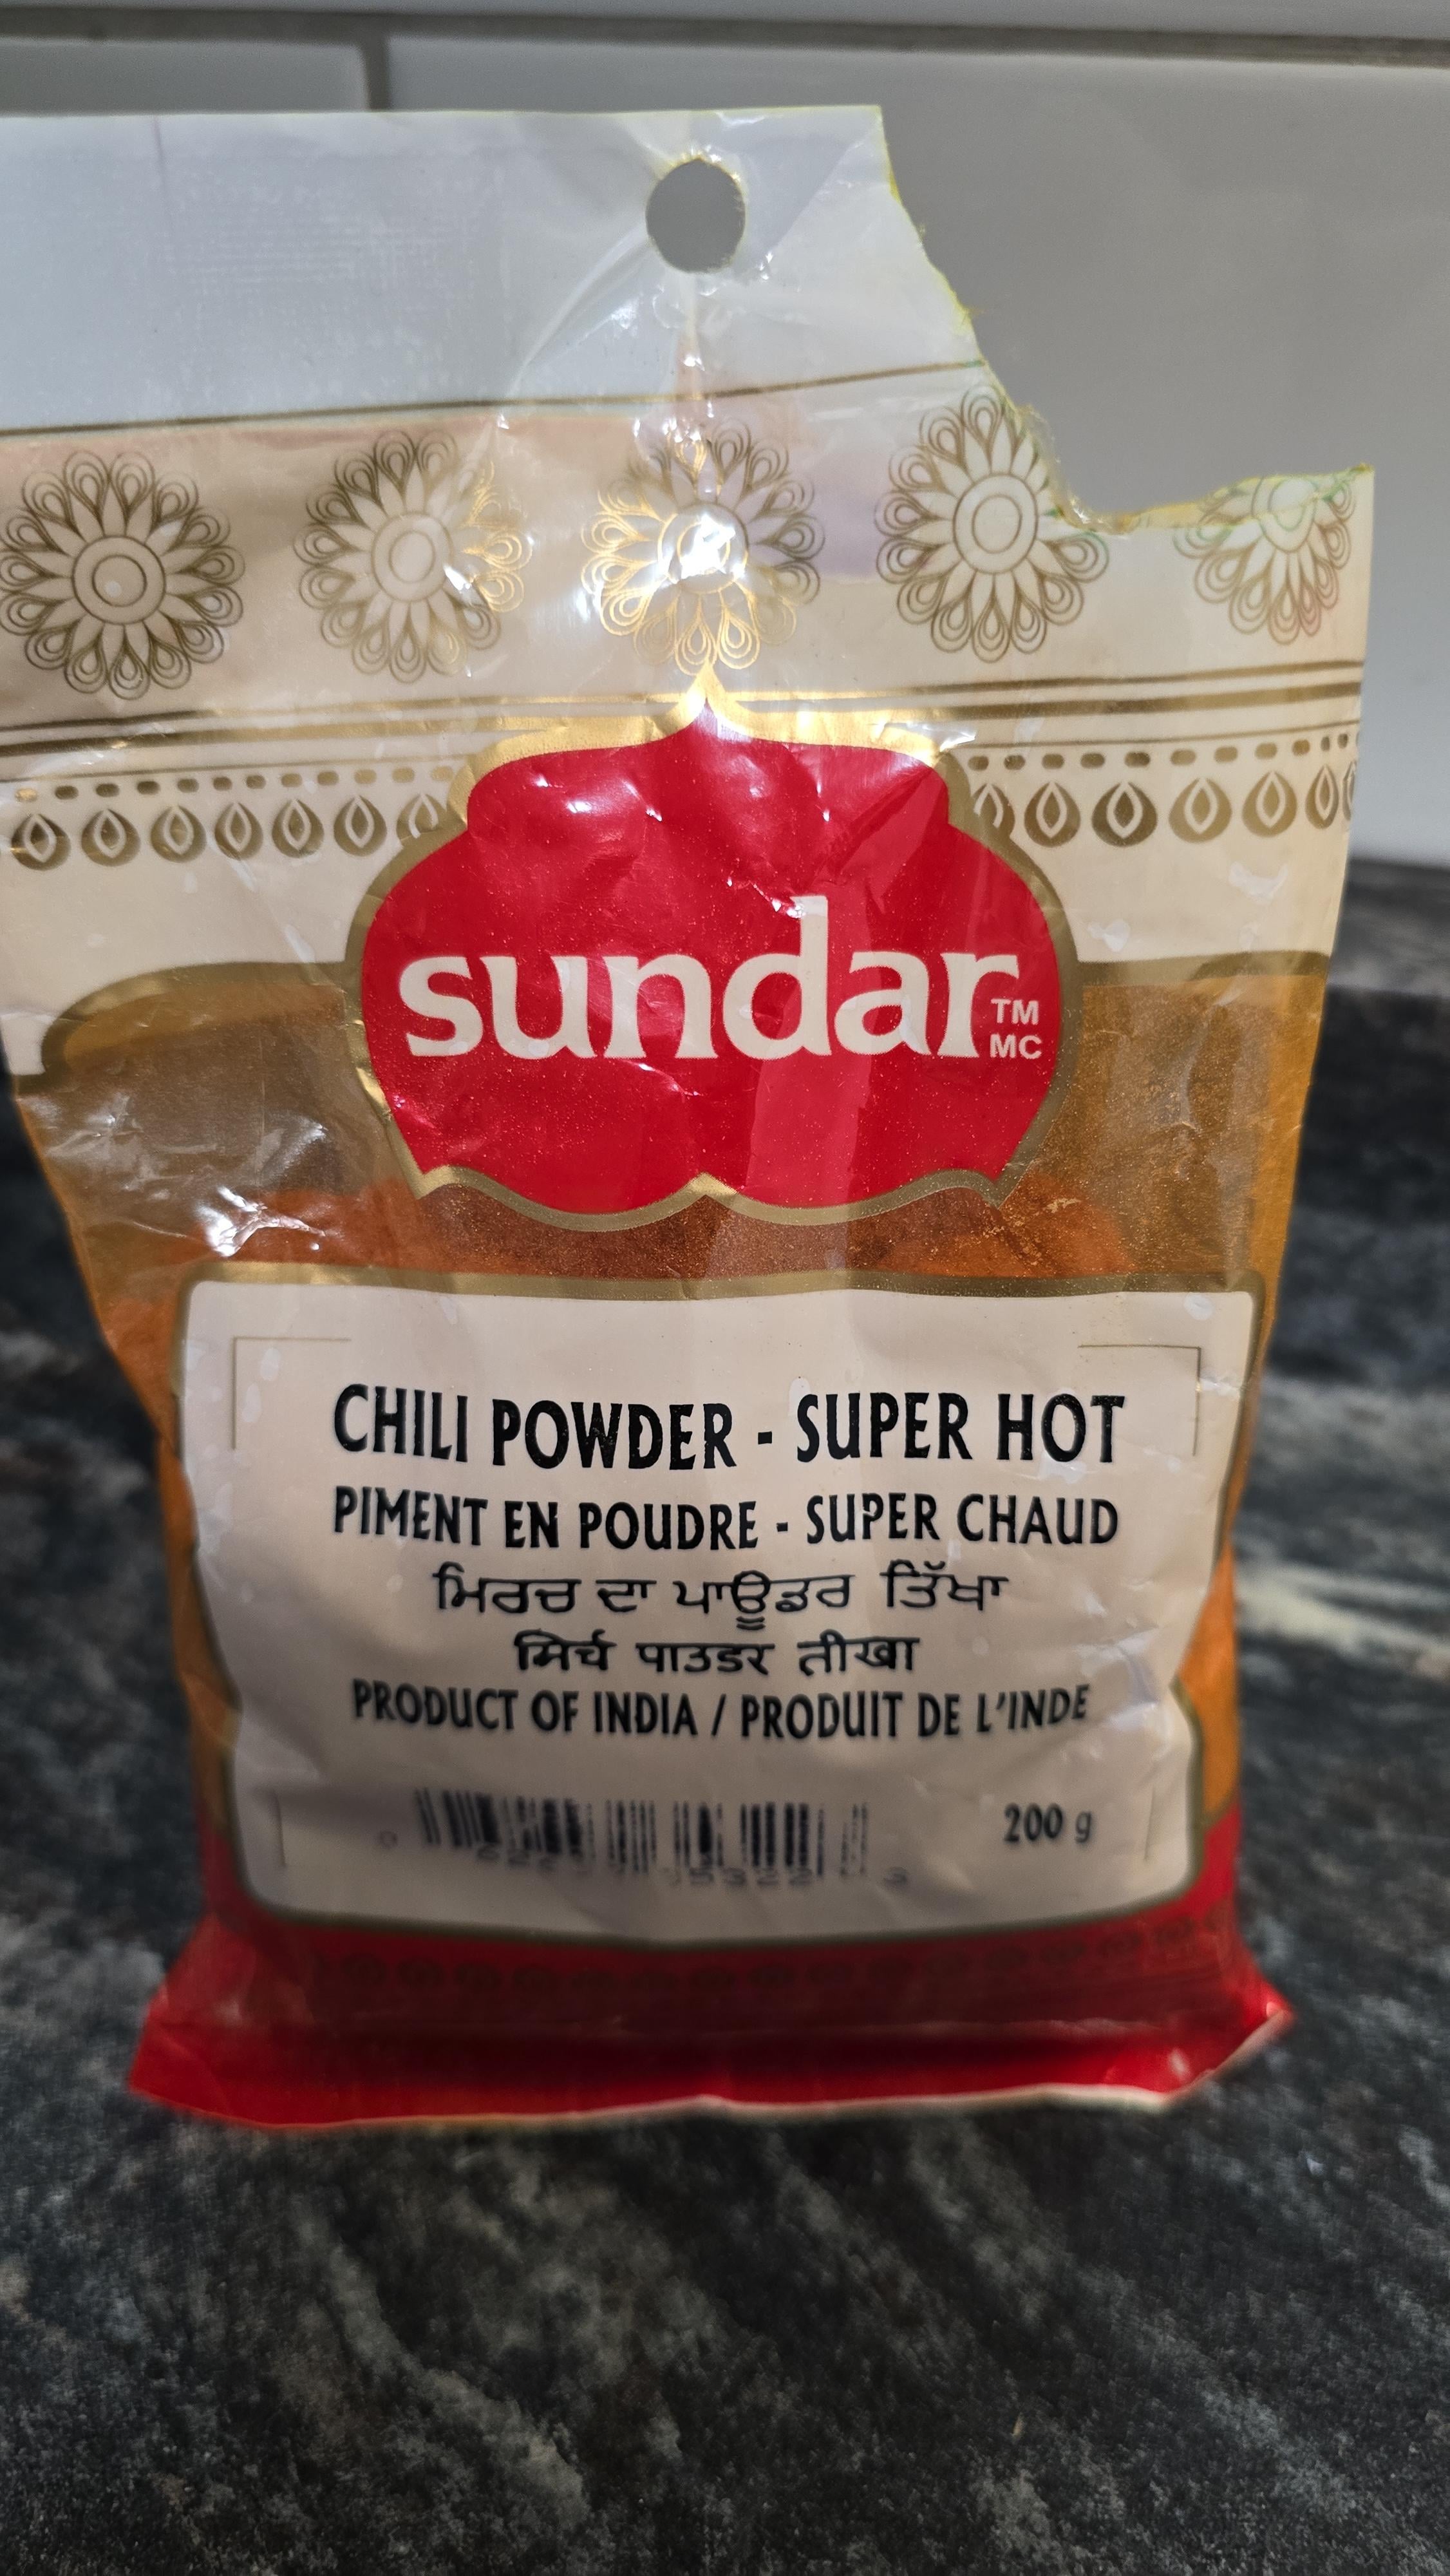 sundar
TM
MC
CHILI POWDER - SUPER HOT
PIMENT EN POUDRE - SUPER CHAUD
ਮਿਰਚ ਦਾ ਪਾਊਡਰ ਤਿੱਖਾ
मिर्च पाउडर तीखा
PRODUCT OF INDIA / PRODUIT DE L'INDE
200 g